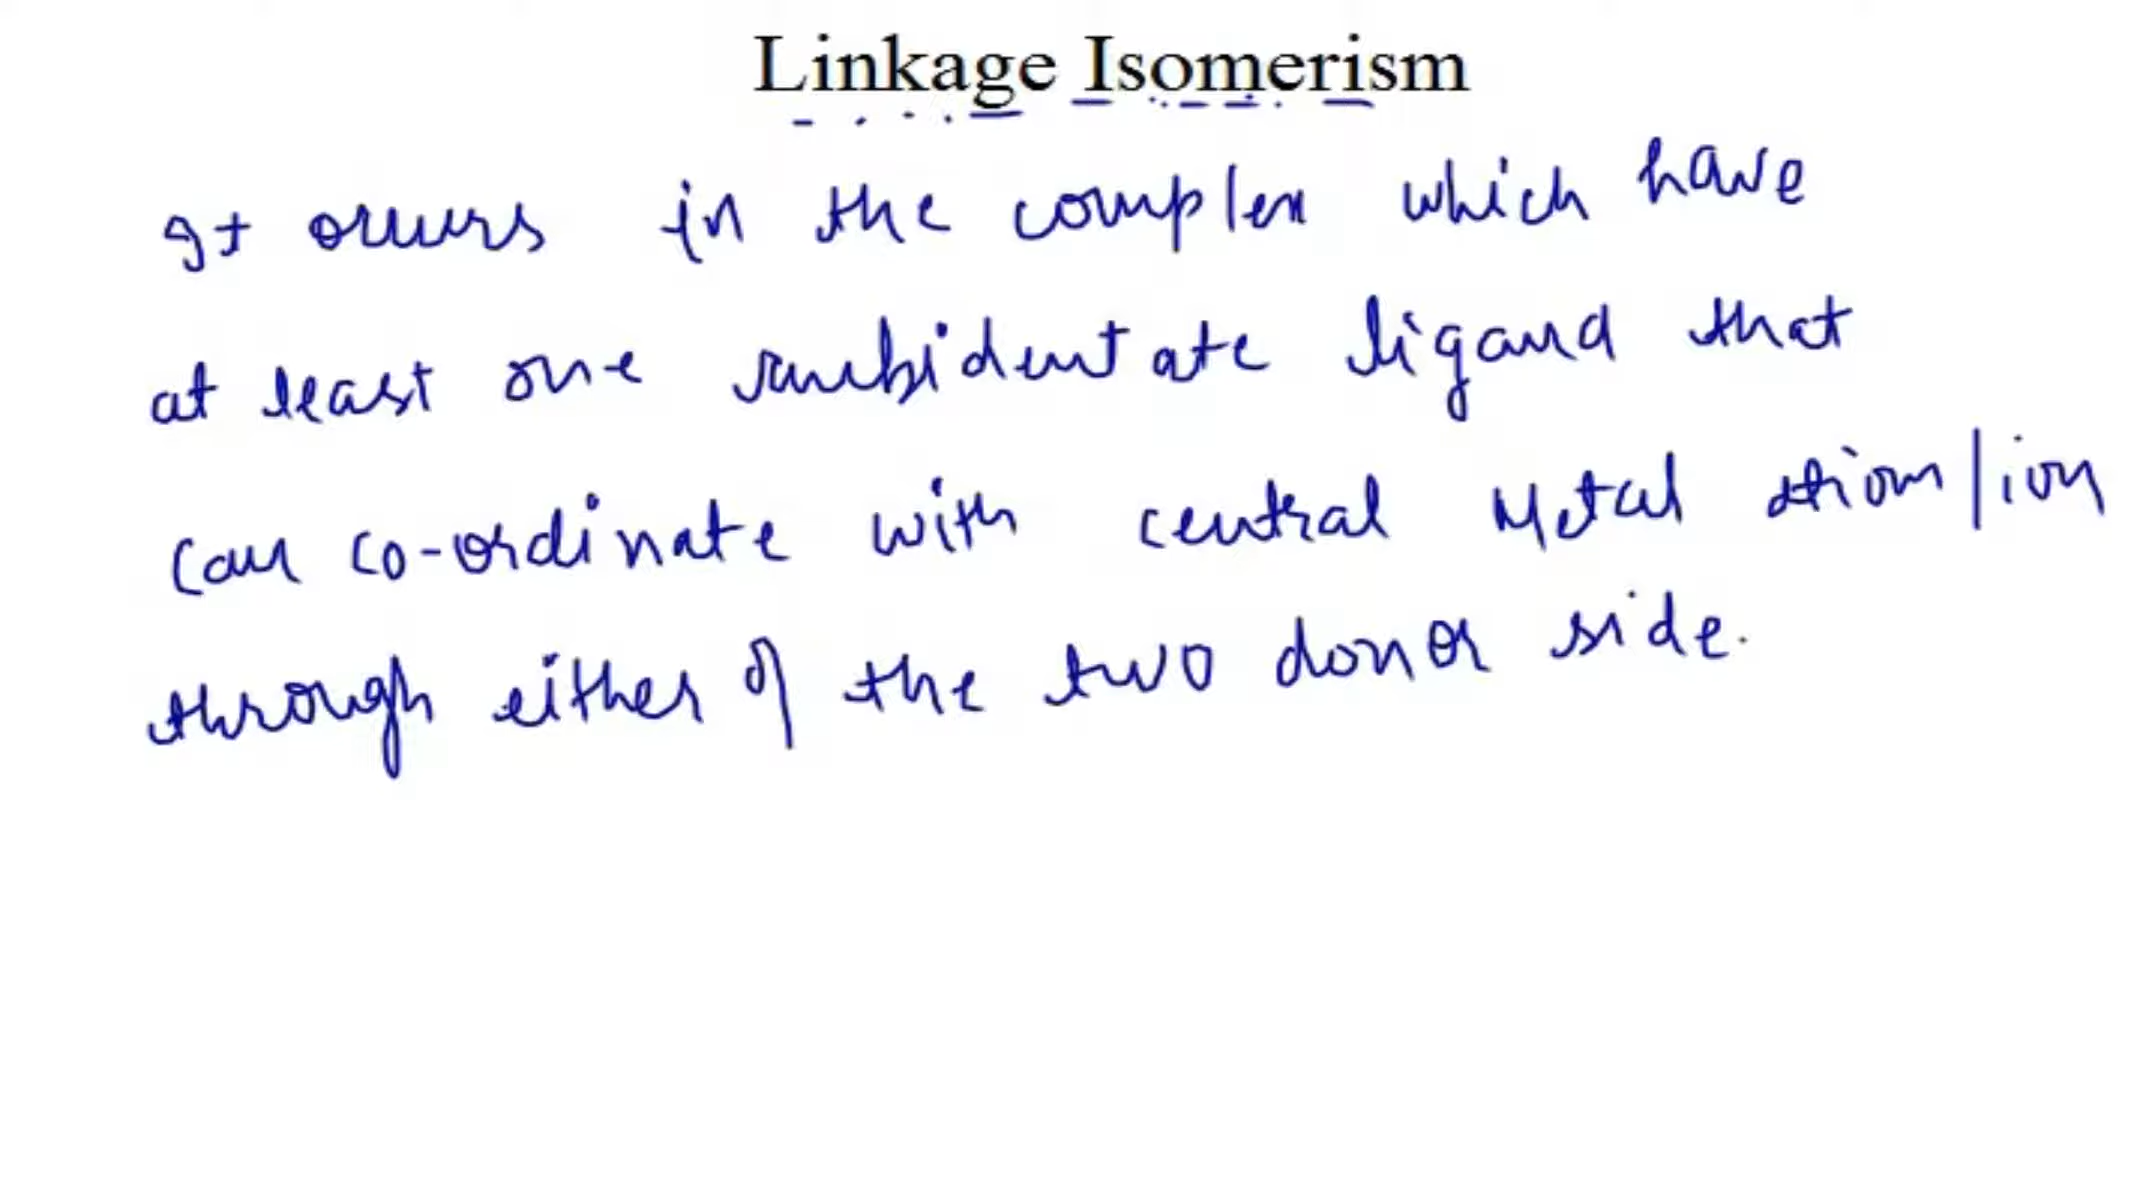 Linkage Isomerism
It occurs in the complex which have
at least one ambidentate ligand that
can co-ordinate with central Metal atom/ion
through either of the two donor side.